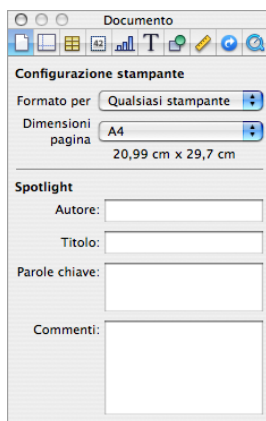 Documento
42
T
Configurazione stampante
Formato per Qualsiasi stampante
Dimensioni pagina A4
20,99 cm x 29,7 cm
Spotlight
Autore:
Titolo:
Parole chiave:
Commenti: